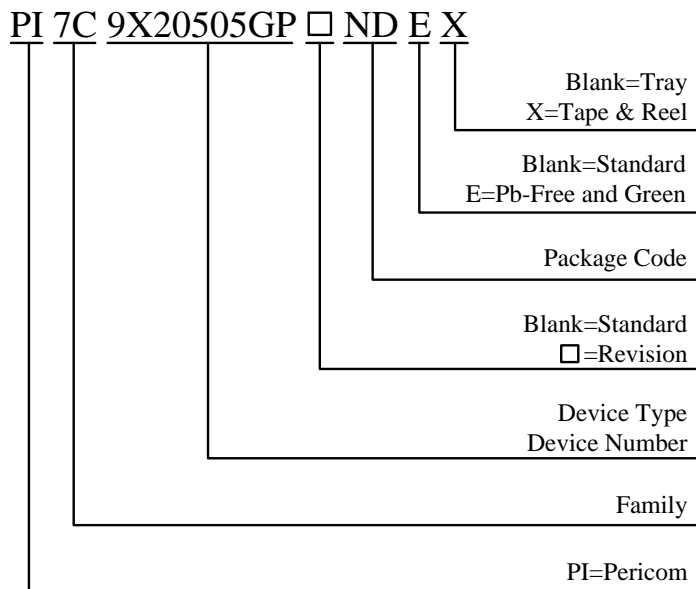 PI 7C 9X20505GP □ ND E X
Blank=Tray
X=Tape & Reel
Blank=Standard
E=Pb-Free and Green
Package Code
Blank=Standard
□=Revision
Device Type
Device Number
Family
PI=Pericom